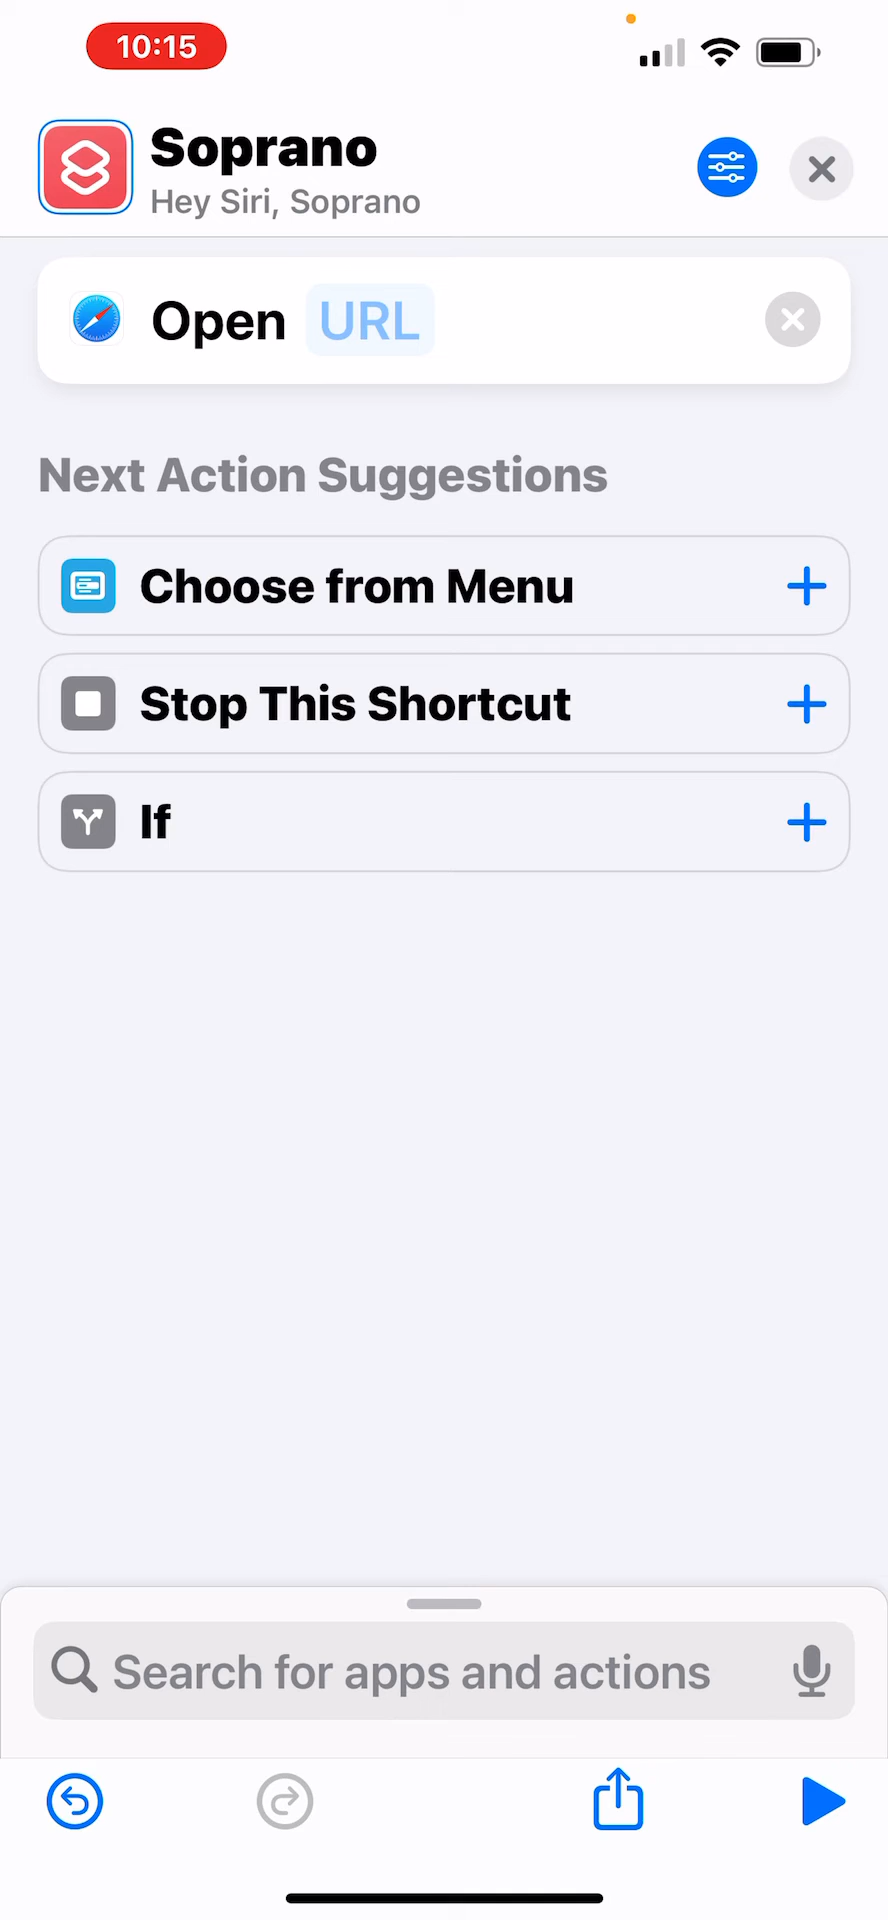 10:15
Soprano
Hey Siri, Soprano
Open URL
Next Action Suggestions
Choose from Menu
Stop This Shortcut
If
Search for apps and actions